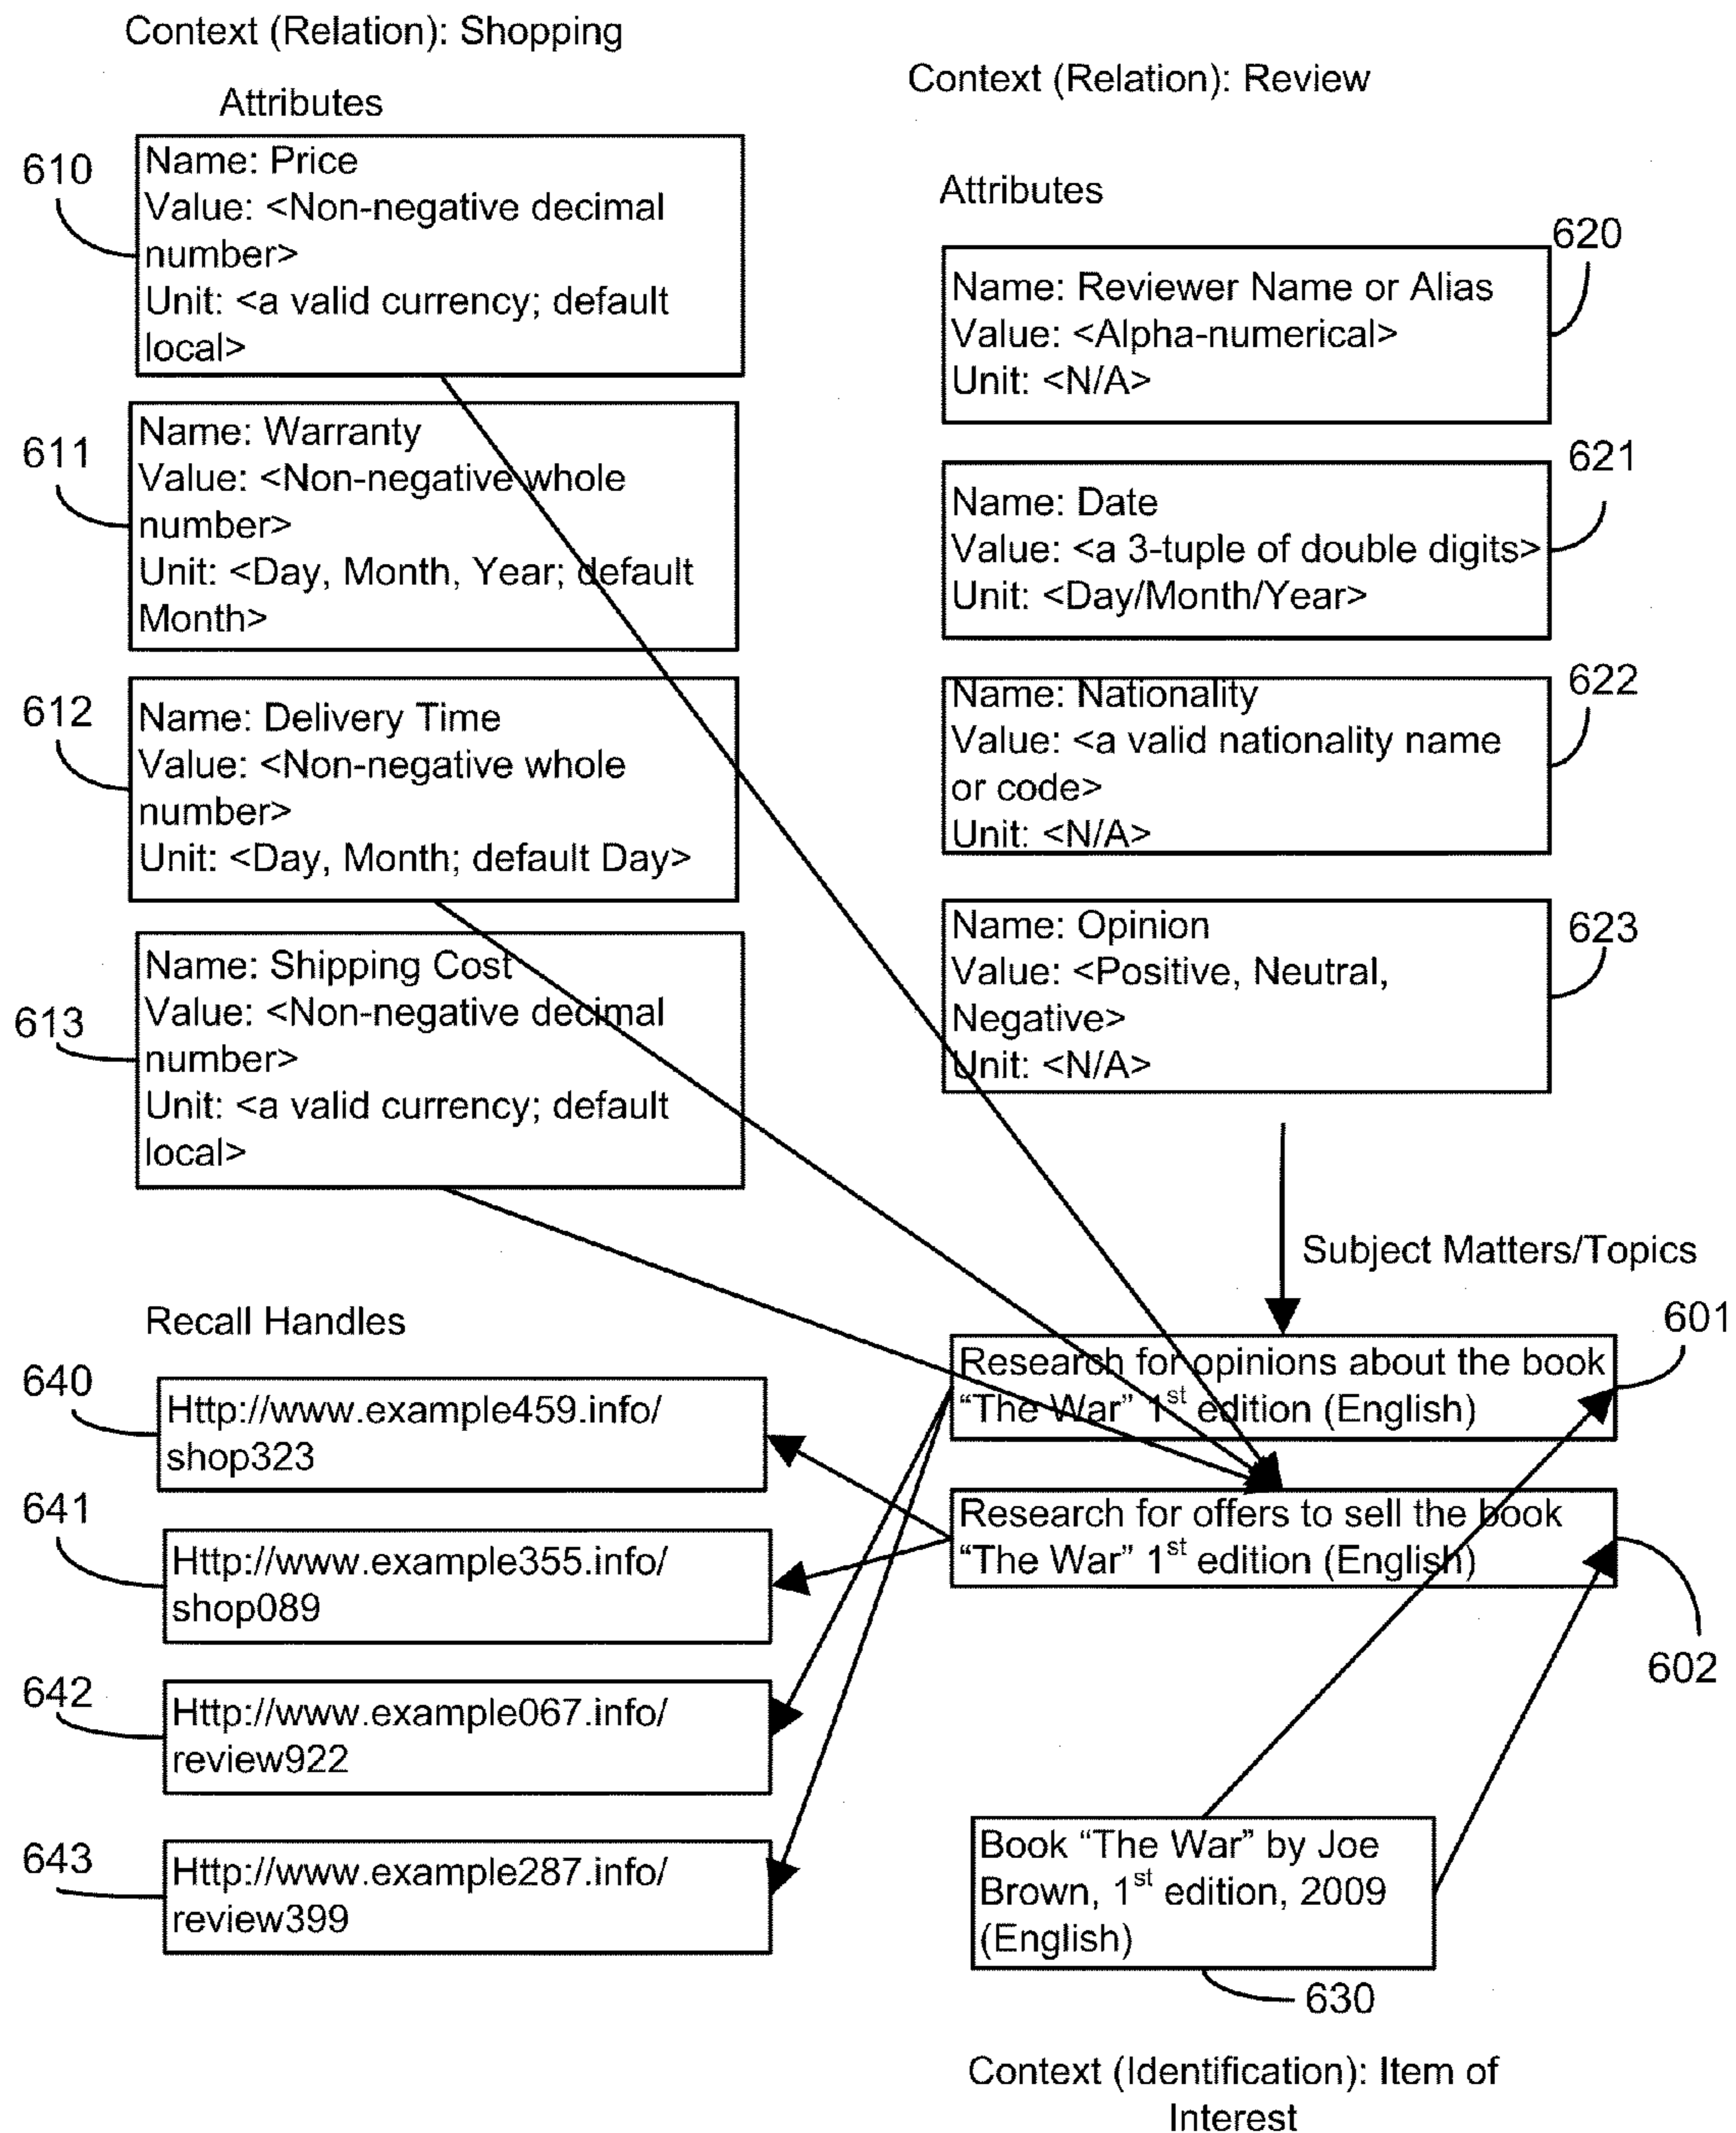 Context (Relation): Shopping
Attributes
610
Name: Price
Value: <Non-negative decimal
number>
Unit: <a valid currency; default
local>
611
Name: Warranty
Value: <Non-negative whole
number>
Unit: <Day, Month, Year; default
Month>
612
Name: Delivery Time
Value: <Non-negative whole
number>
Unit: <Day, Month; default Day>
613
Name: Shipping Cost
Value: <Non-negative decimal
number>
Unit: <a valid currency; default
local>
Context (Relation): Review
Attributes
620
Name: Reviewer Name or Alias
Value: <Alpha-numerical>
Unit: <N/A>
621
Name: Date
Value: <a 3-tuple of double digits>
Unit: <Day/Month/Year>
622
Name: Nationality
Value: <a valid nationality name
or code>
Unit: <N/A>
623
Name: Opinion
Value: <Positive, Neutral,
Negative>
Unit: <N/A>
Subject Matters/Topics
601
Research for opinions about the book
“The War” 1st edition (English)
Research for offers to sell the book
“The War” 1st edition (English)
602
Recall Handles
640
Http://www.example459.info/
shop323
641
Http://www.example355.info/
shop089
642
Http://www.example067.info/
review922
643
Http://www.example287.info/
review399
Book “The War” by Joe
Brown, 1st edition, 2009
(English)
630
Context (Identification): Item of
Interest